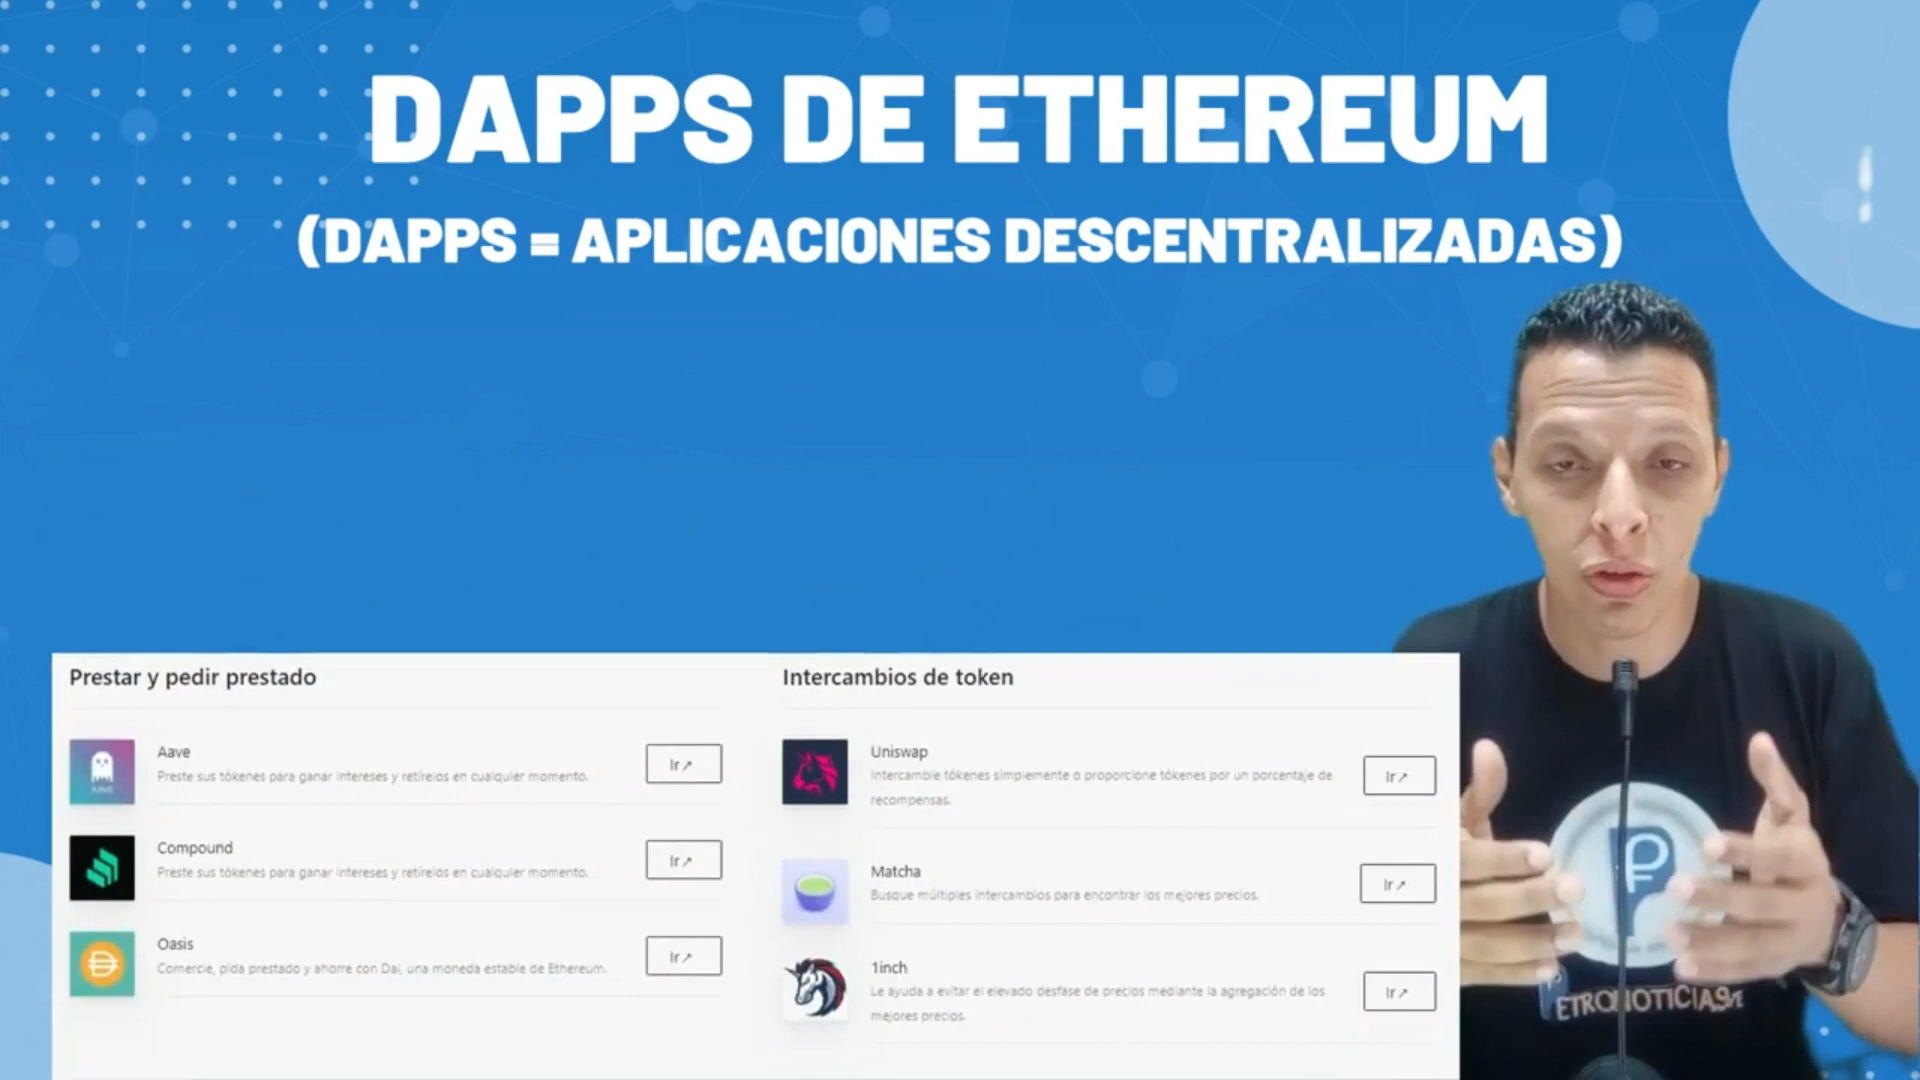 DAPPS DE ETHEREUM
(DAPPS = APLICACIONES DESCENTRALIZADAS)
Prestar y pedir prestado
Aave
Preste sus tókenes para ganar intereses y retírelos en cualquier momento.
Ir↗
AAVE
Compound
Preste sus tókenes para ganar intereses y retírelos en cualquier momento.
Ir↗
Oasis
Comercie, pida prestado y ahorre con Dai, una moneda estable de Ethereum.
Ir↗
Intercambios de token
Uniswap
Intercambie tókenes simplemente o proporcione tókenes por un porcentaje de
recompensas.
Ir↗
Matcha
Busque múltiples intercambios para encontrar los mejores precios.
Ir↗
1inch
Le ayuda a evitar el elevado desfase de precios mediante la agregación de los
mejores precios.
Ir↗
PETRONOTICIASVE